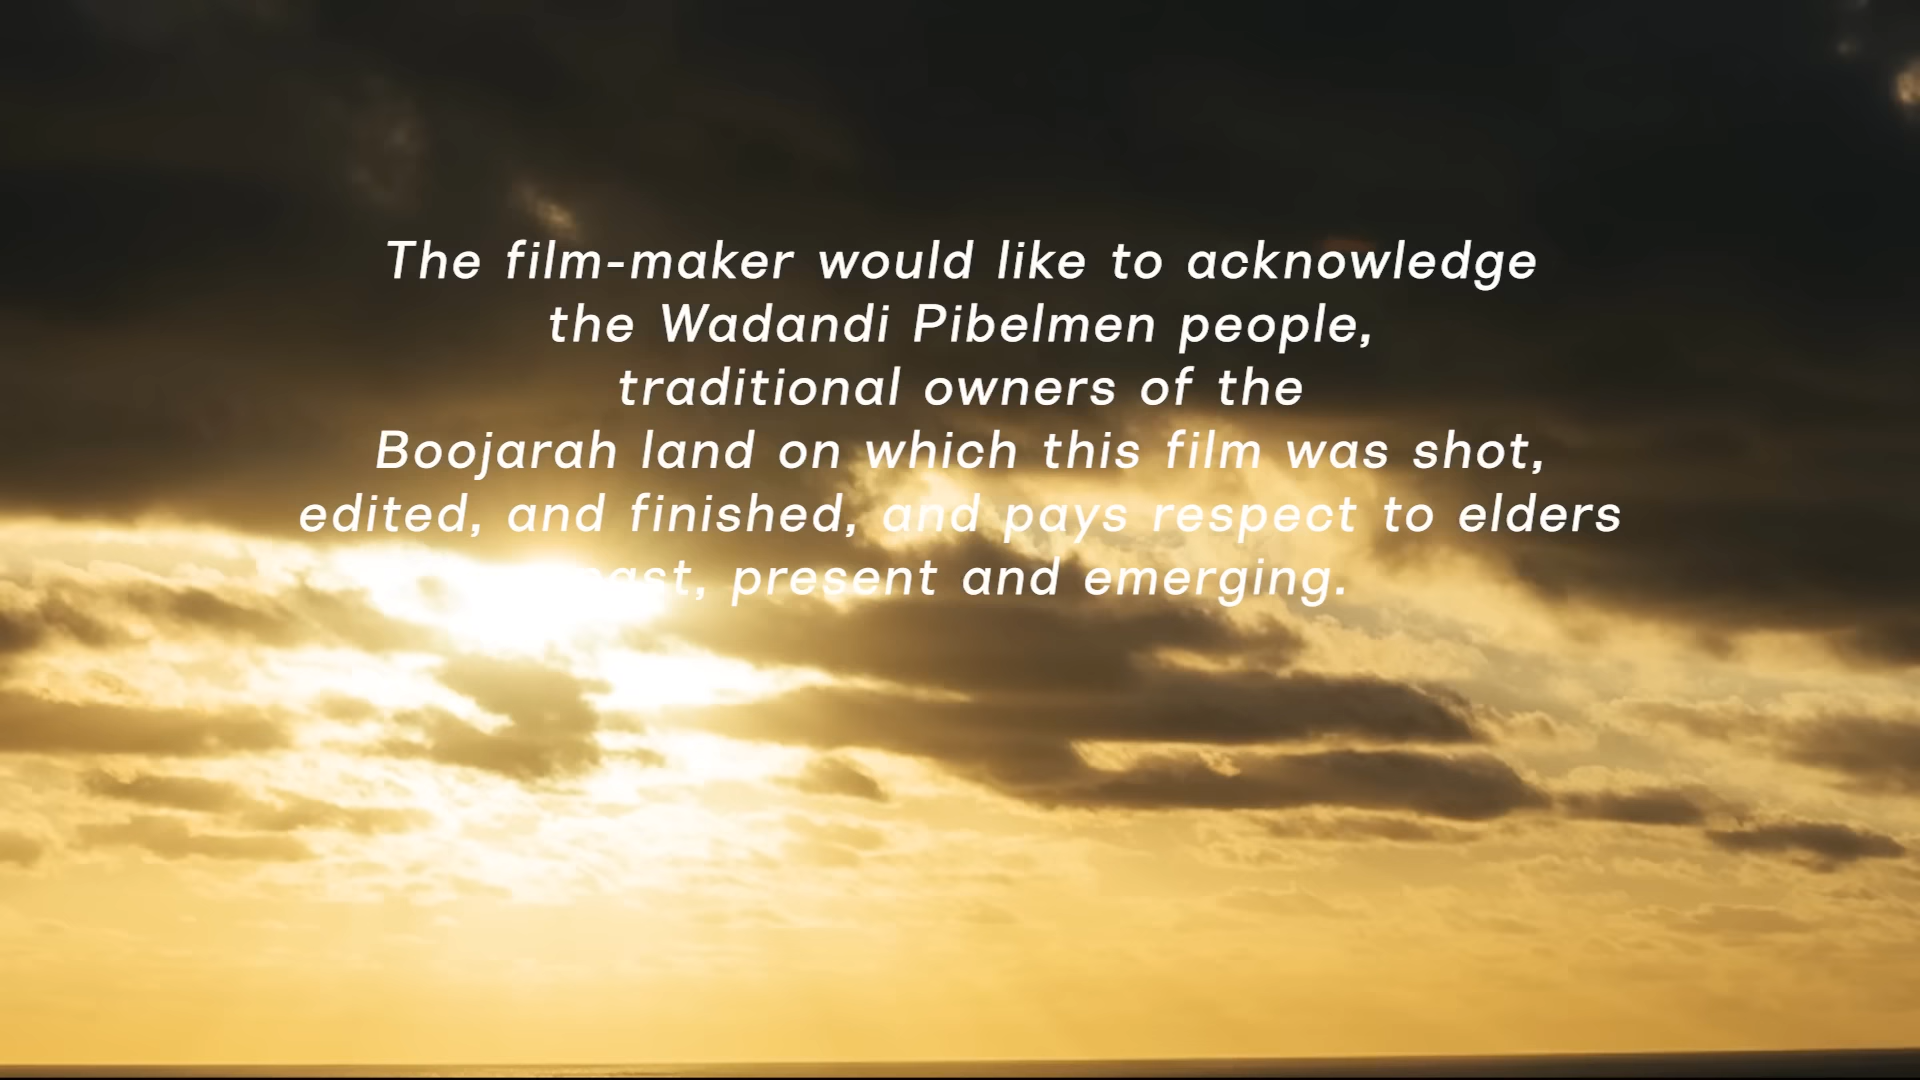 The film-maker would like to acknowledge
the Wadandi Pibelmen people,
traditional owners of the
Boojarah land on which this film was shot,
edited, and finished, and pays respect to elders
past, present and emerging.